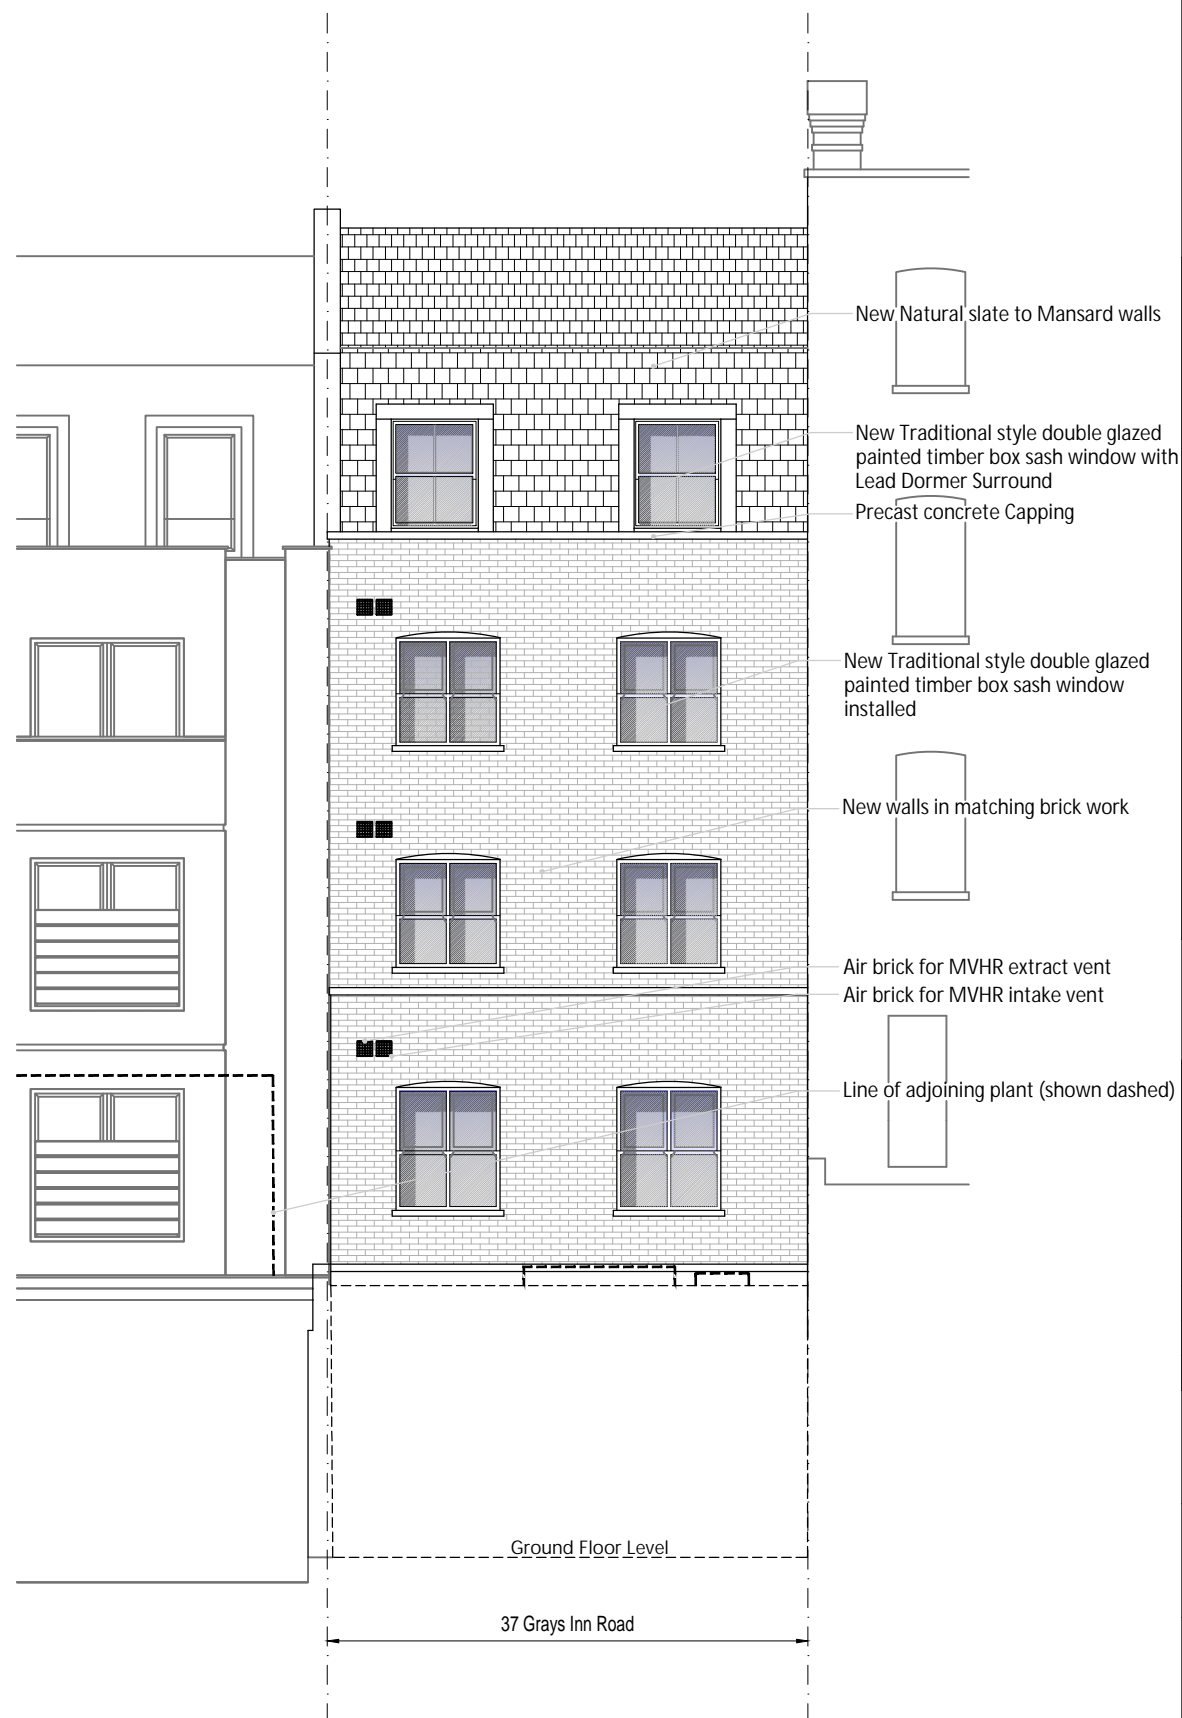 New Natural slate to Mansard walls
New Traditional style double glazed
painted timber box sash window with
Lead Dormer Surround
Precast concrete Capping
New Traditional style double glazed
painted timber box sash window
installed
New walls in matching brick work
Air brick for MVHR extract vent
Air brick for MVHR intake vent
Line of adjoining plant (shown dashed)
Ground Floor Level
37 Grays Inn Road